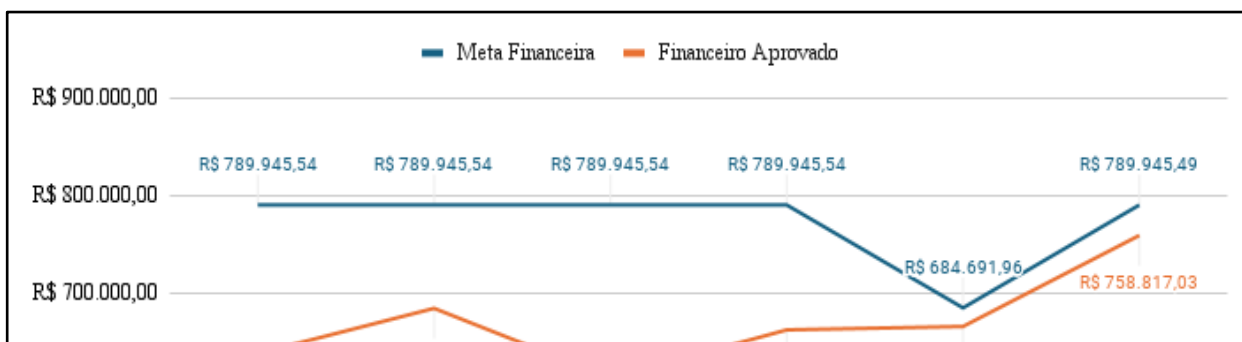 Meta Financeira Financeiro Aprovado
R$ 900.000,00
R$ 789.945,54 R$ 789.945,54 R$ 789.945,54 R$ 789.945,54 R$ 789.945,49
R$ 800.000,00
R$ 684.691,96
R$ 758.817,03
R$ 700.000,00